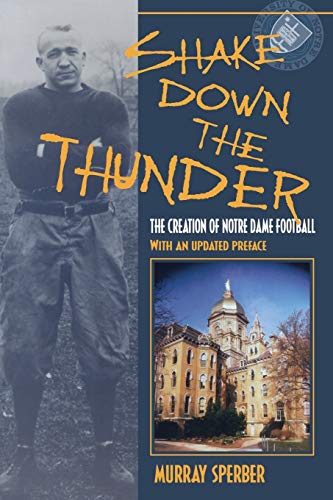 SHAKE
DOWN
THE
THUNDER
THE CREATION OF NOTRE DAME FOOTBALL
WITH AN UPDATED PREFACE
MURRAY SPERBER